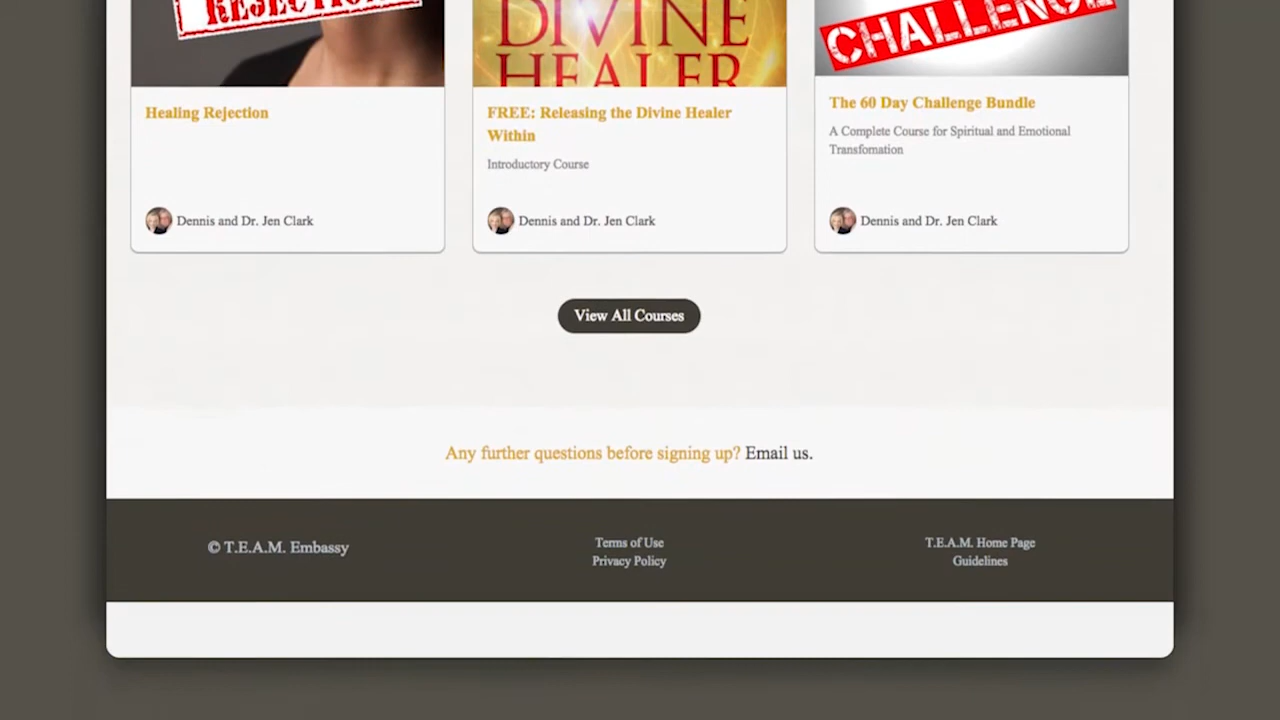 REJECTION
DIVINE
HEALER
CHALLENGE
Healing Rejection
FREE: Releasing the Divine Healer
Within
Introductory Course
The 60 Day Challenge Bundle
A Complete Course for Spiritual and Emotional
Transfomation
Dennis and Dr. Jen Clark
Dennis and Dr. Jen Clark
Dennis and Dr. Jen Clark
View All Courses
Any further questions before signing up? Email us.
© T.E.A.M. Embassy
Terms of Use
Privacy Policy
T.E.A.M. Home Page
Guidelines